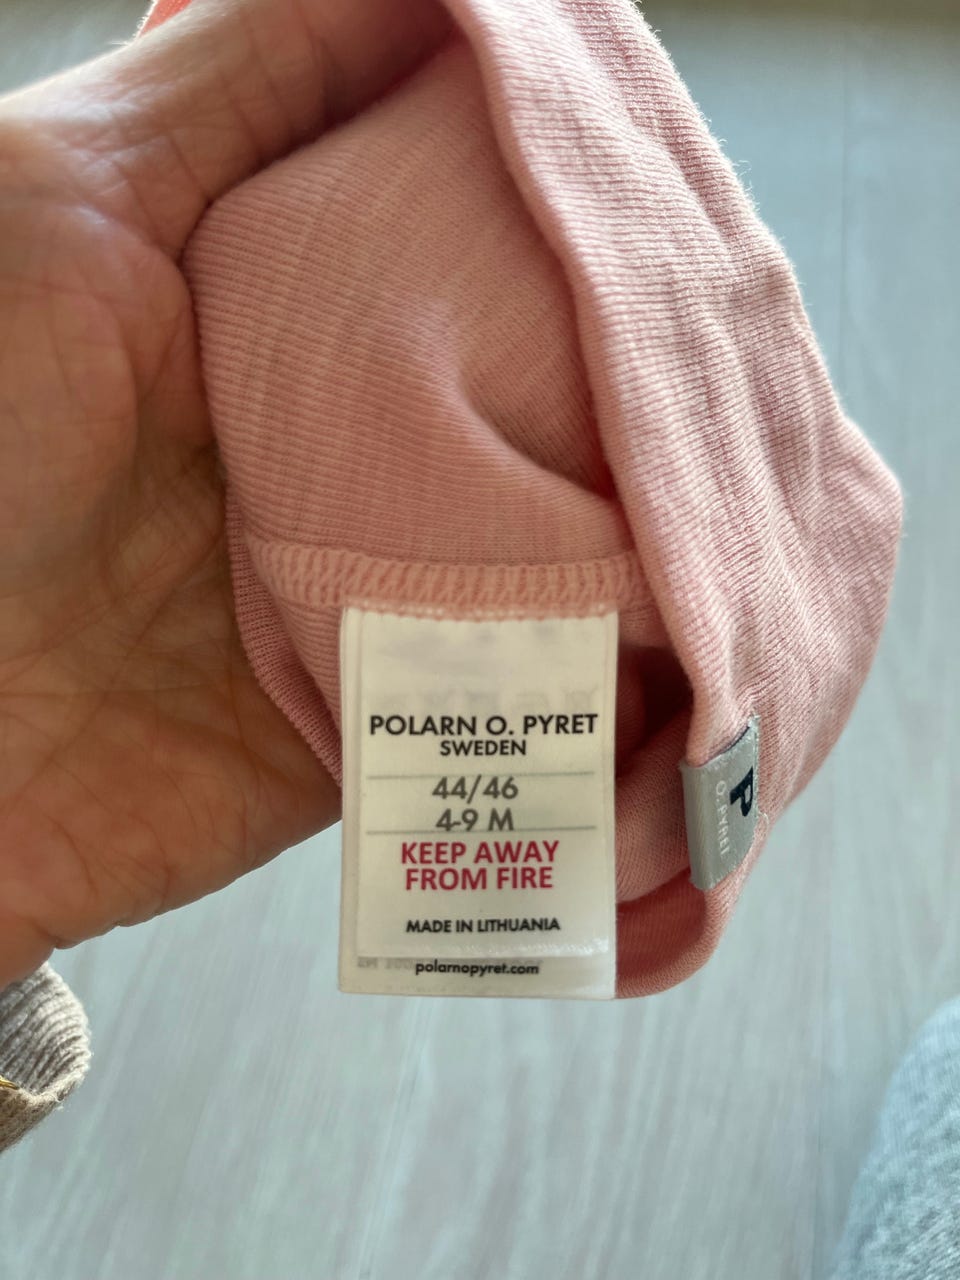 POLARN O. PYRET
SWEDEN
44/46
4-9 M
KEEP AWAY
FROM FIRE
MADE IN LITHUANIA
polarnopyret.com
P
O. PYRET